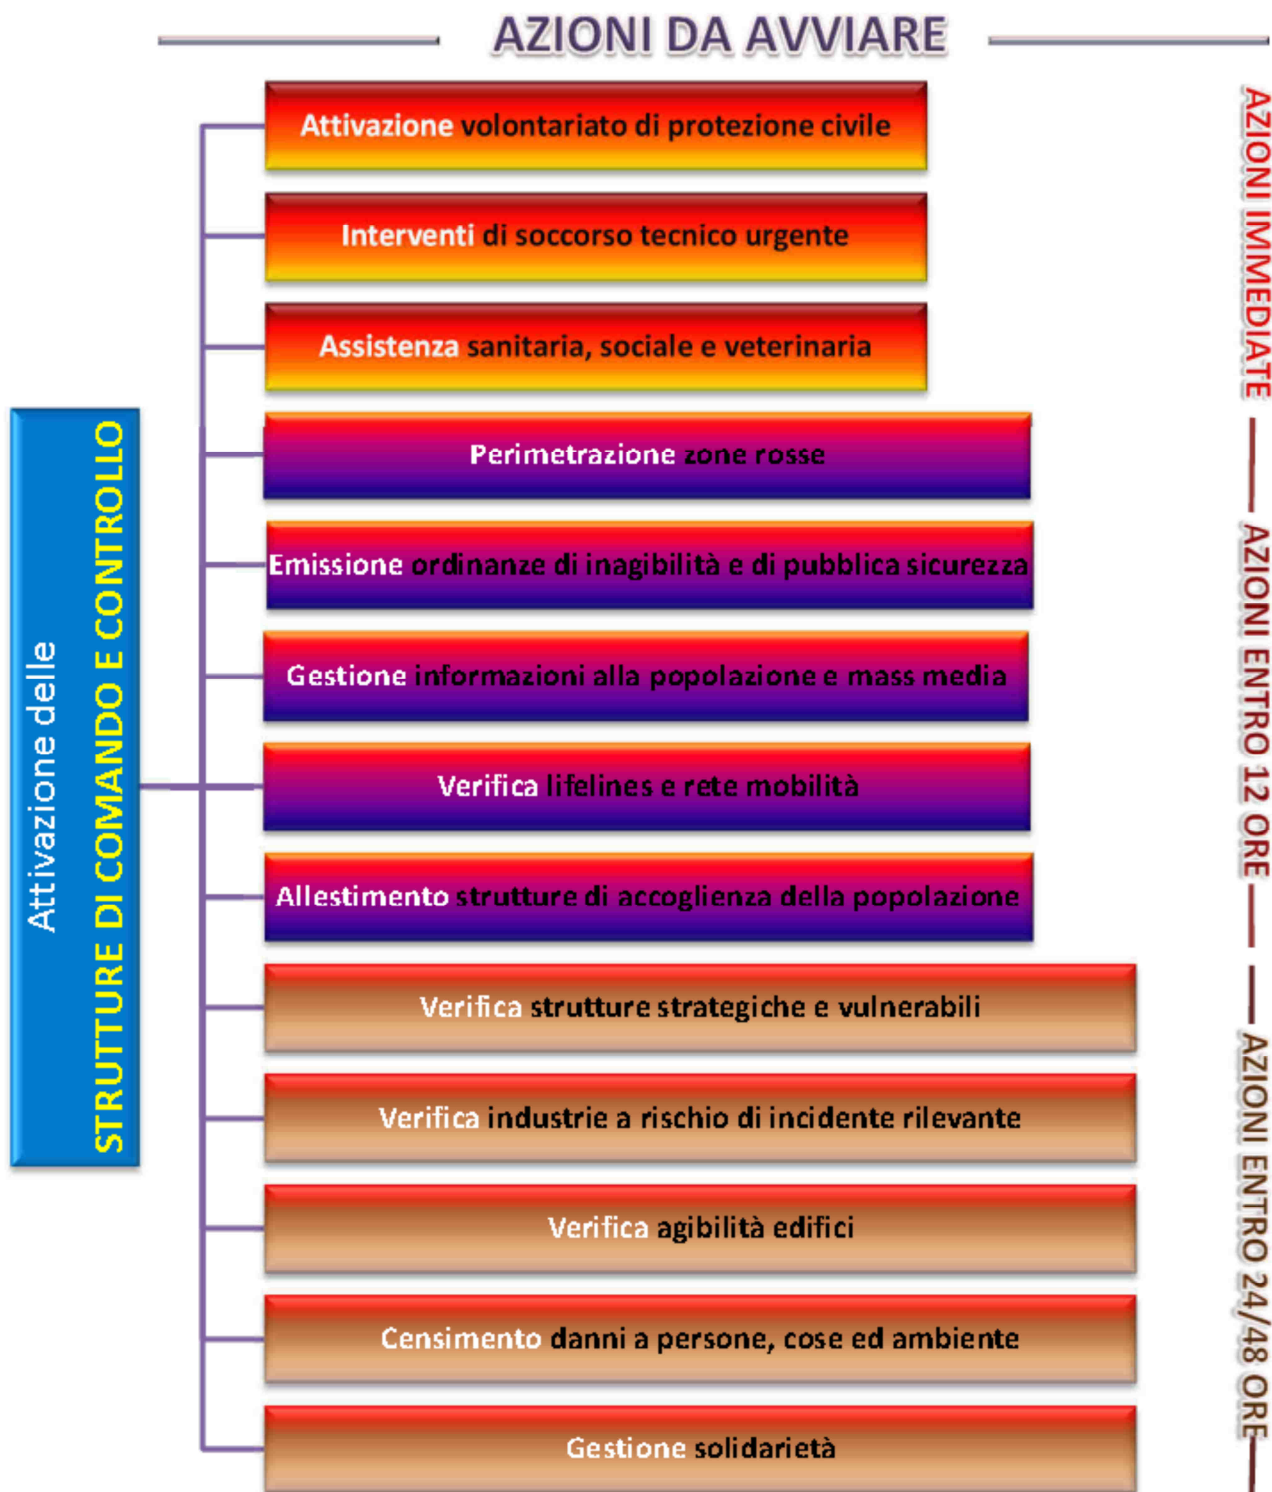 AZIONI DA AVVIARE
Attivazione delle
STRUTTURE DI COMANDO E CONTROLLO
AZIONI IMMEDIATE
Attivazione volontariato di protezione civile
Interventi di soccorso tecnico urgente
Assistenza sanitaria, sociale e veterinaria
AZIONI ENTRO 12 ORE
Perimetrazione zone rosse
Emissione ordinanze di inagibilità e di pubblica sicurezza
Gestione informazioni alla popolazione e mass media
Verifica lifelines e rete mobilità
Allestimento strutture di accoglienza della popolazione
AZIONI ENTRO 24/48 ORE
Verifica strutture strategiche e vulnerabili
Verifica industrie a rischio di incidente rilevante
Verifica agibilità edifici
Censimento danni a persone, cose ed ambiente
Gestione solidarietà